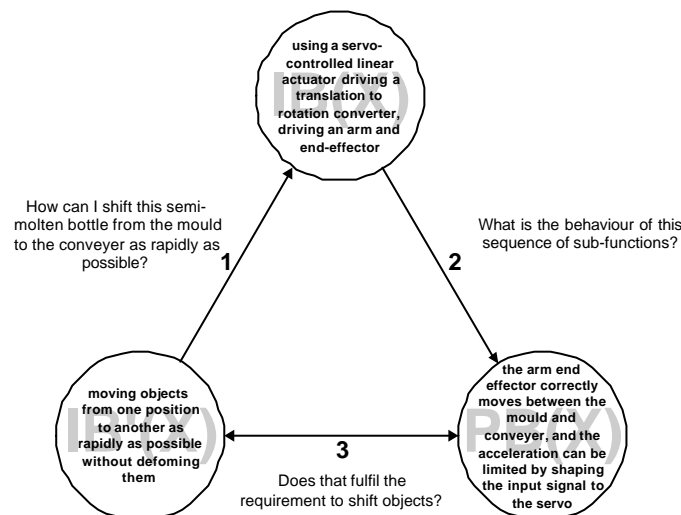 using a servo-
controlled linear
actuator driving a
translation to
rotation converter,
driving an arm and
end-effector
IB(X)
How can I shift this semi-
molten bottle from the mould
to the conveyer as rapidly as
possible?
1
What is the behaviour of this
sequence of sub-functions?
2
moving objects
from one position
to another as
rapidly as possible
without defoming
them
IB'(X)
3
Does that fulfil the
requirement to shift objects?
the arm end
effector correctly
moves between the
mould and
conveyer, and the
acceleration can be
limited by shaping
the input signal to
the servo
PB(X)